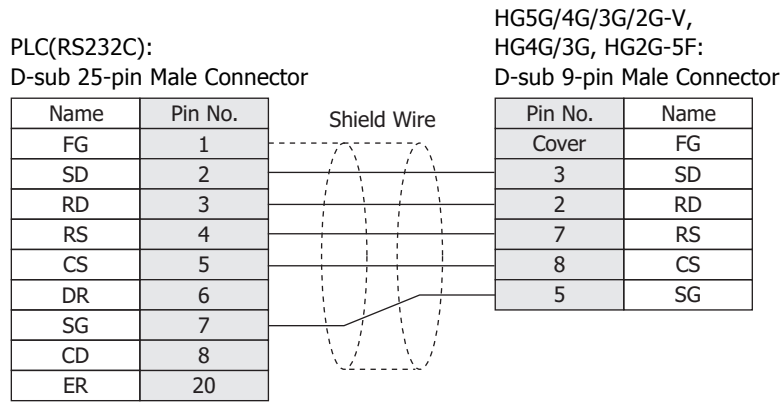 PLC(RS232C):
D-sub 25-pin Male Connector
HG5G/4G/3G/2G-V,
HG4G/3G, HG2G-5F:
D-sub 9-pin Male Connector
Name Pin No. Shield Wire Pin No. Name
FG 1 Cover FG
SD 2 3 SD
RD 3 2 RD
RS 4 7 RS
CS 5 8 CS
DR 6 5 SG
SG 7
CD 8
ER 20